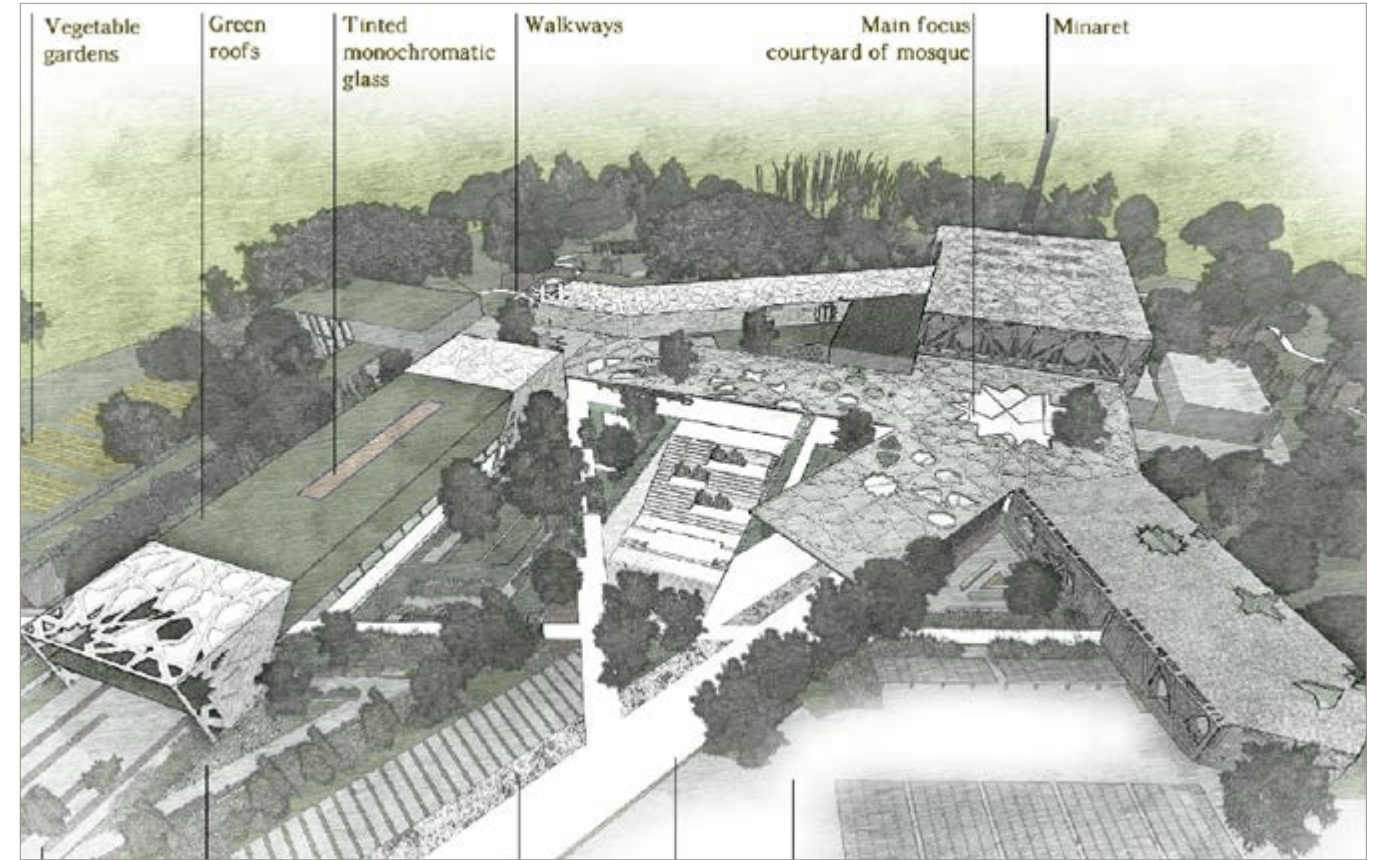 Vegetable
gardens
Green
roofs
Tinted
monochromatic
glass
Walkways
Main focus
courtyard of mosque
Minaret